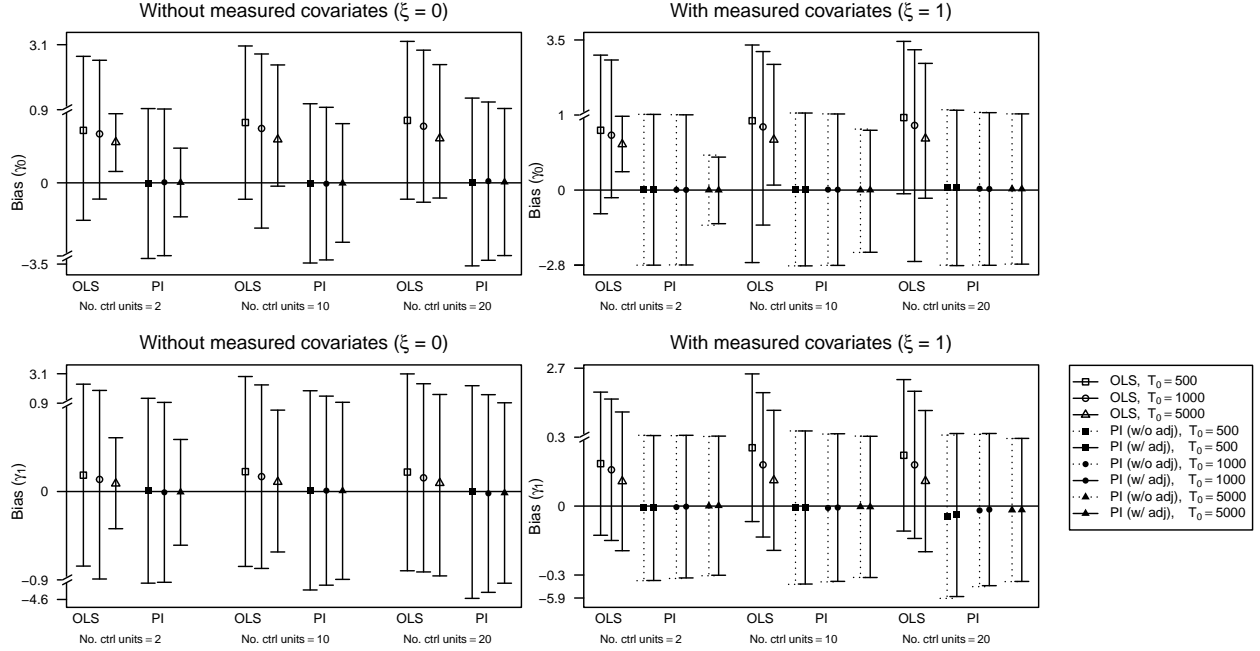 Without measured covariates (ξ = 0)
3.1
0.9
0
−3.5
Bias (γ0)
OLS PI OLS PI OLS PI
No. ctrl units = 2 No. ctrl units = 10 No. ctrl units = 20
With measured covariates (ξ = 1)
3.5
1
0
−2.8
Bias (γ0)
OLS PI OLS PI OLS PI
No. ctrl units = 2 No. ctrl units = 10 No. ctrl units = 20
Without measured covariates (ξ = 0)
3.1
0.9
0
−0.9
−4.6
Bias (γ1)
OLS PI OLS PI OLS PI
No. ctrl units = 2 No. ctrl units = 10 No. ctrl units = 20
With measured covariates (ξ = 1)
2.7
0.3
0
−0.3
−5.9
Bias (γ1)
OLS PI OLS PI OLS PI
No. ctrl units = 2 No. ctrl units = 10 No. ctrl units = 20
OLS, T0 = 500
OLS, T0 = 1000
OLS, T0 = 5000
PI (w/o adj), T0 = 500
PI (w/ adj), T0 = 500
PI (w/o adj), T0 = 1000
PI (w/ adj), T0 = 1000
PI (w/o adj), T0 = 5000
PI (w/ adj), T0 = 5000